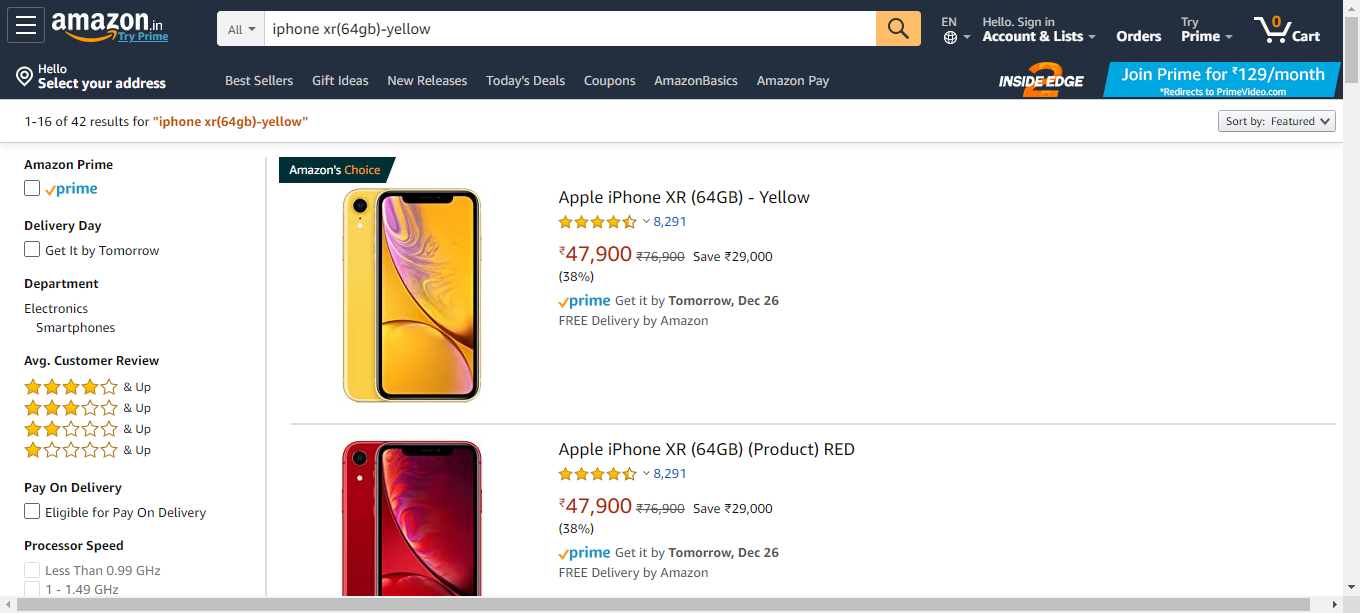 amazon.in
Try Prime
All
iphone xr(64gb)-yellow
EN
Hello. Sign in
Account & Lists
Orders
Try
Prime
0
Cart
Hello
Select your address
Best Sellers
Gift Ideas
New Releases
Today's Deals
Coupons
AmazonBasics
Amazon Pay
INSIDE EDGE 2
Join Prime for ₹129/month
*Redirects to PrimeVideo.com
1-16 of 42 results for "iphone xr(64gb)-yellow"
Sort by: Featured
Amazon Prime
prime
Delivery Day
Get It by Tomorrow
Department
Electronics
Smartphones
Avg. Customer Review
& Up
& Up
& Up
& Up
Pay On Delivery
Eligible for Pay On Delivery
Processor Speed
Less Than 0.99 GHz
1 - 1.49 GHz
Amazon's Choice
Apple iPhone XR (64GB) - Yellow
8,291
₹47,900 ₹76,900 Save ₹29,000
(38%)
prime Get it by Tomorrow, Dec 26
FREE Delivery by Amazon
Apple iPhone XR (64GB) (Product) RED
8,291
₹47,900 ₹76,900 Save ₹29,000
(38%)
prime Get it by Tomorrow, Dec 26
FREE Delivery by Amazon